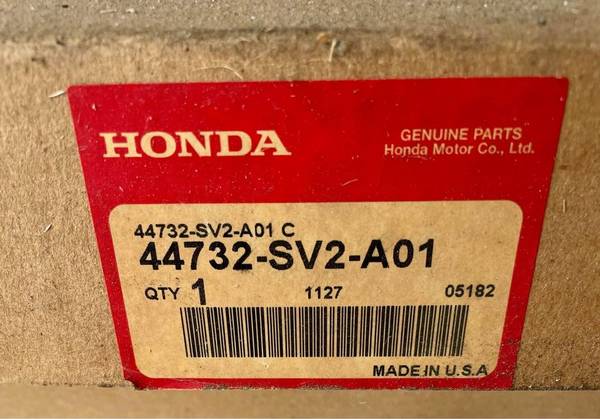 HONDA
GENUINE PARTS
Honda Motor Co., Ltd.
44732-SV2-A01 C
44732-SV2-A01
QTY 1 1127 05182
MADE IN U.S.A